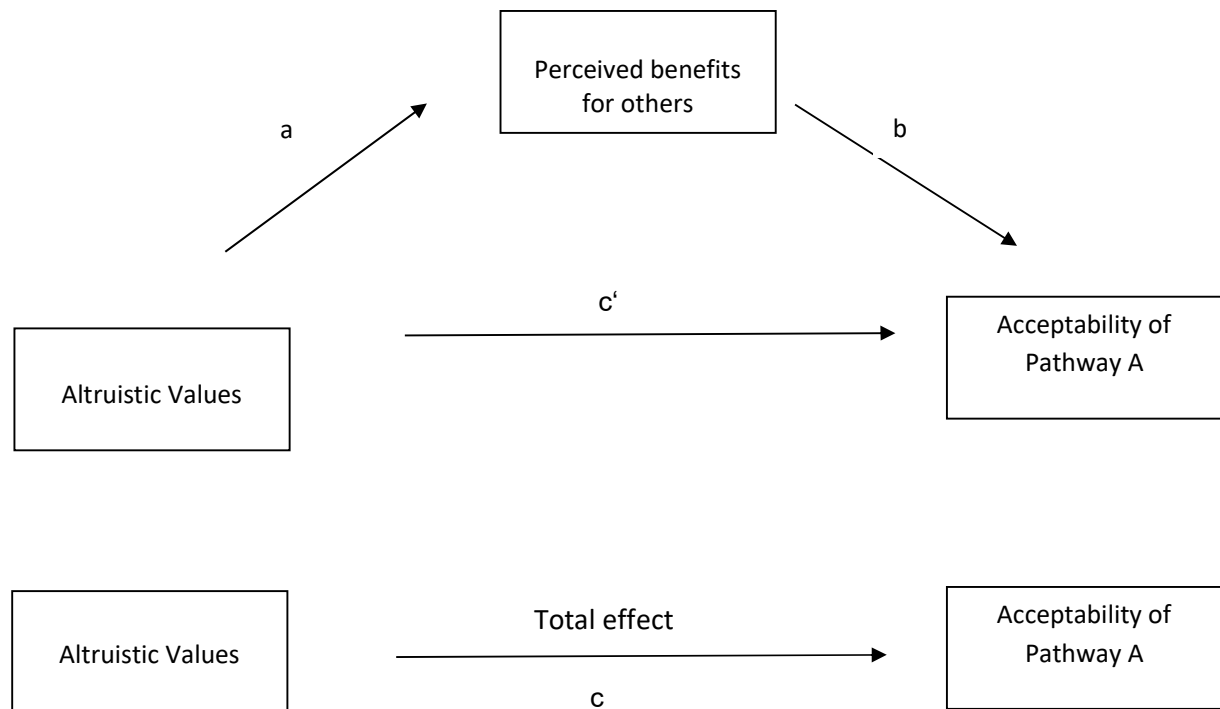 Perceived benefits
for others
a
b
c‘
Altruistic Values
Acceptability of
Pathway A
Altruistic Values
Total effect
c
Acceptability of
Pathway A